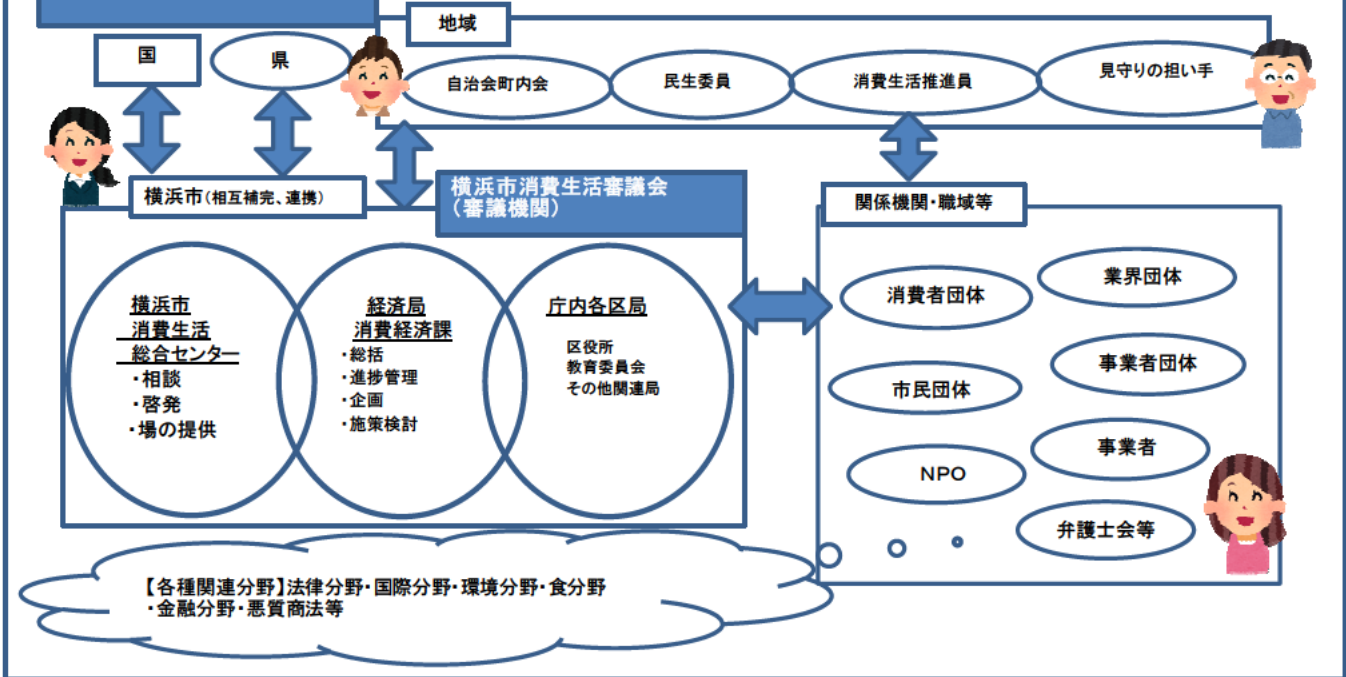 地域
国
県
自治会町内会
民生委員
消費生活推進員
見守りの担い手
横浜市(相互補完、連携)
横浜市消費生活審議会
(審議機関)
関係機関・職域等
横浜市
消費生活
総合センター
・相談
・啓発
・場の提供
経済局
消費経済課
・総括
・進捗管理
・企画
・施策検討
庁内各区局
区役所
教育委員会
その他関連局
消費者団体
業界団体
市民団体
事業者団体
NPO
事業者
弁護士会等
【各種関連分野】法律分野・国際分野・環境分野・食分野
・金融分野・悪質商法等